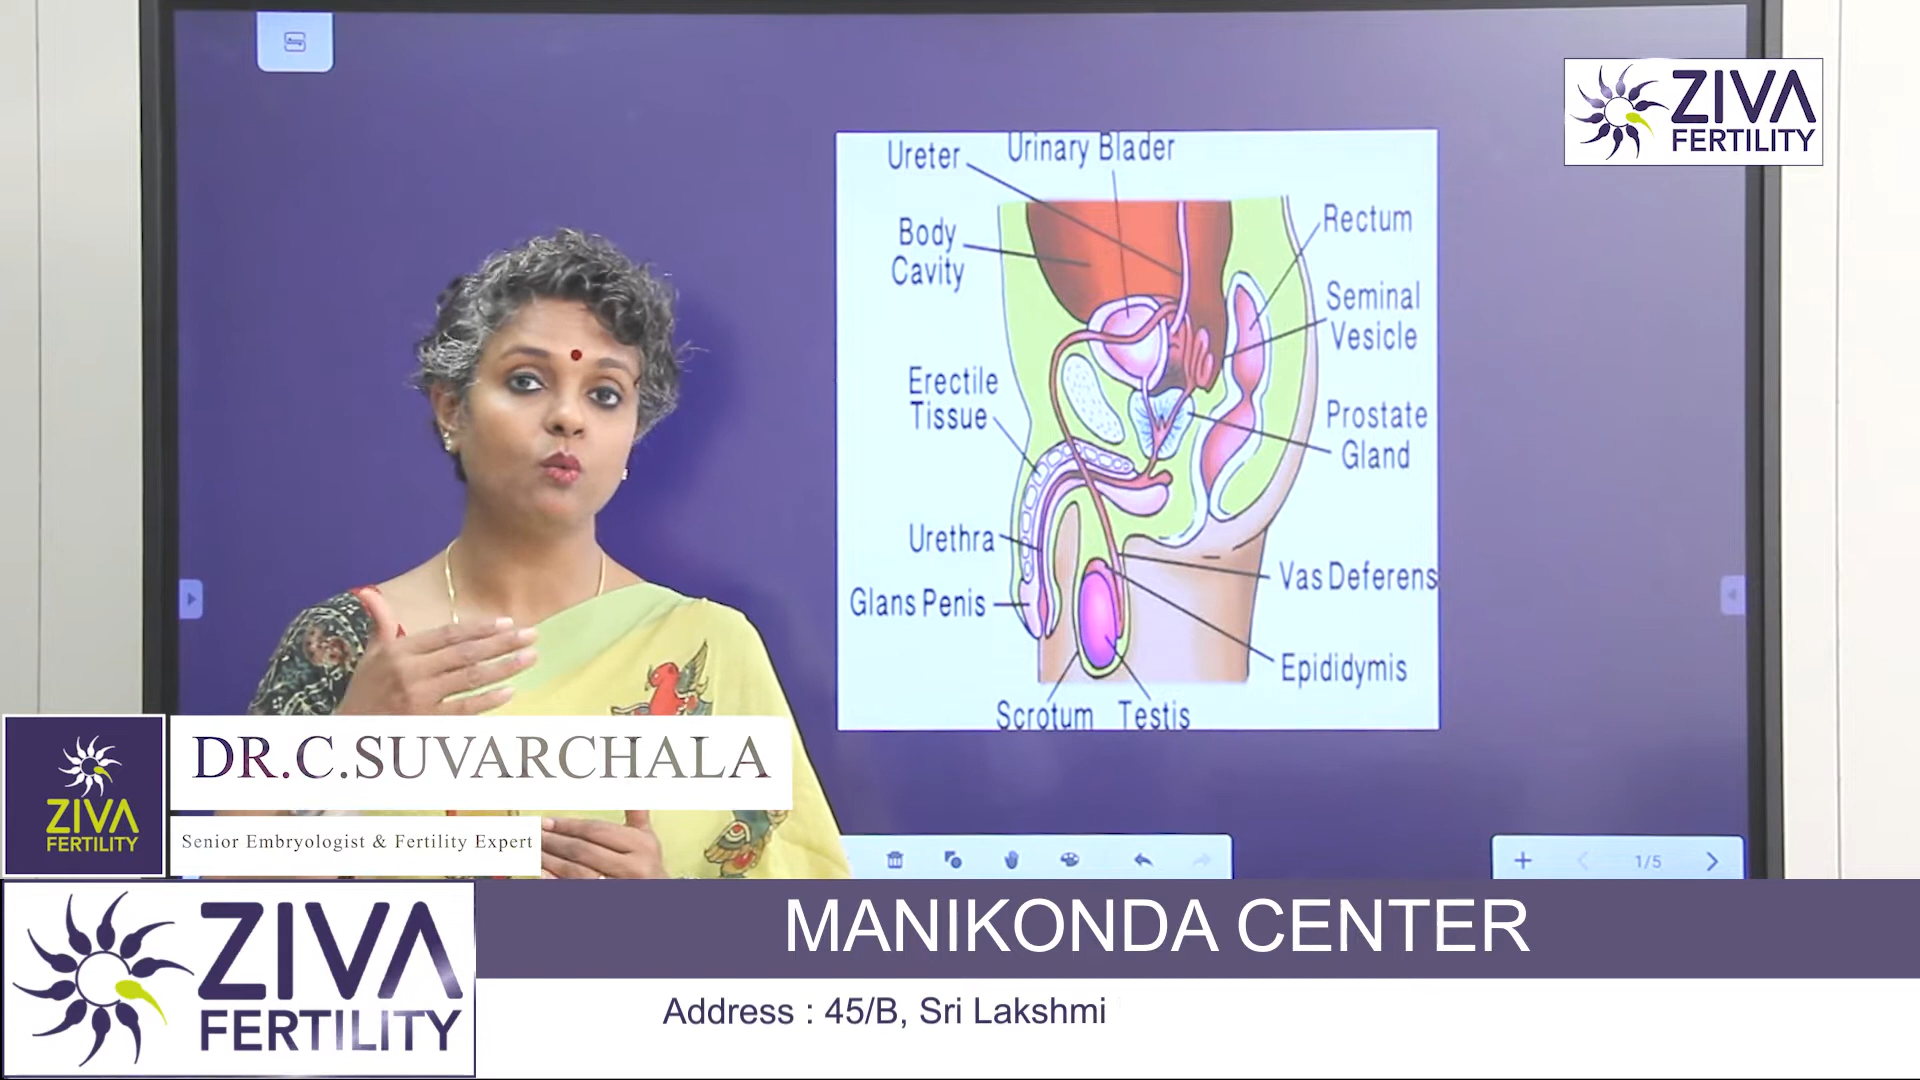 ZIVA
FERTILITY
Ureter
Urinary Blader
Body
Cavity
Rectum
Seminal
Vesicle
Erectile
Tissue
Prostate
Gland
Urethra
Vas Deferens
Glans Penis
Epididymis
Scrotum
Testis
DR.C.SUVARCHALA
Senior Embryologist & Fertility Expert
ZIVA
FERTILITY
1/5
ZIVA
FERTILITY
MANIKONDA CENTER
Address : 45/B, Sri Lakshmi